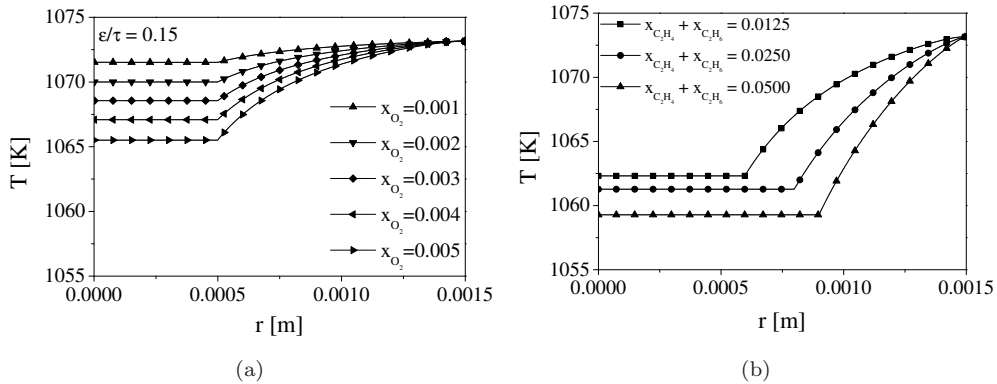 1075
1070
1065
1060
1055
T [K]
ε/τ = 0.15
x_O₂=0.001
x_O₂=0.002
x_O₂=0.003
x_O₂=0.004
x_O₂=0.005
0.0000 0.0005 0.0010 0.0015
r [m]
(a)
1075
1070
1065
1060
1055
T [K]
x_C₂H₄ + x_C₂H₆ = 0.0125
x_C₂H₄ + x_C₂H₆ = 0.0250
x_C₂H₄ + x_C₂H₆ = 0.0500
0.0000 0.0005 0.0010 0.0015
r [m]
(b)